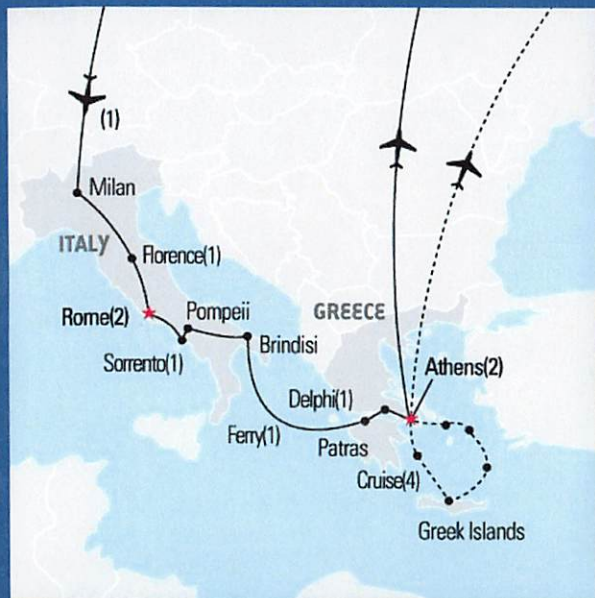 (1)
Milan
ITALY
Florence(1)
Rome(2)
Pompeii
GREECE
Sorrento(1)
Brindisi
Athens(2)
Delphi(1)
Ferry(1)
Patras
Cruise(4)
Greek Islands